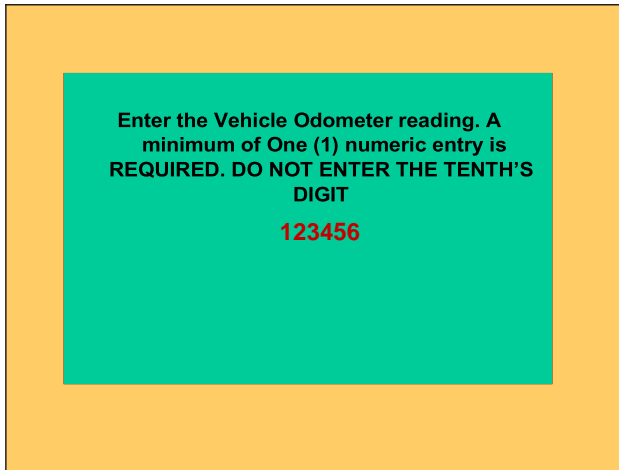 Enter the Vehicle Odometer reading. A
minimum of One (1) numeric entry is
REQUIRED. DO NOT ENTER THE TENTH’S
DIGIT
123456